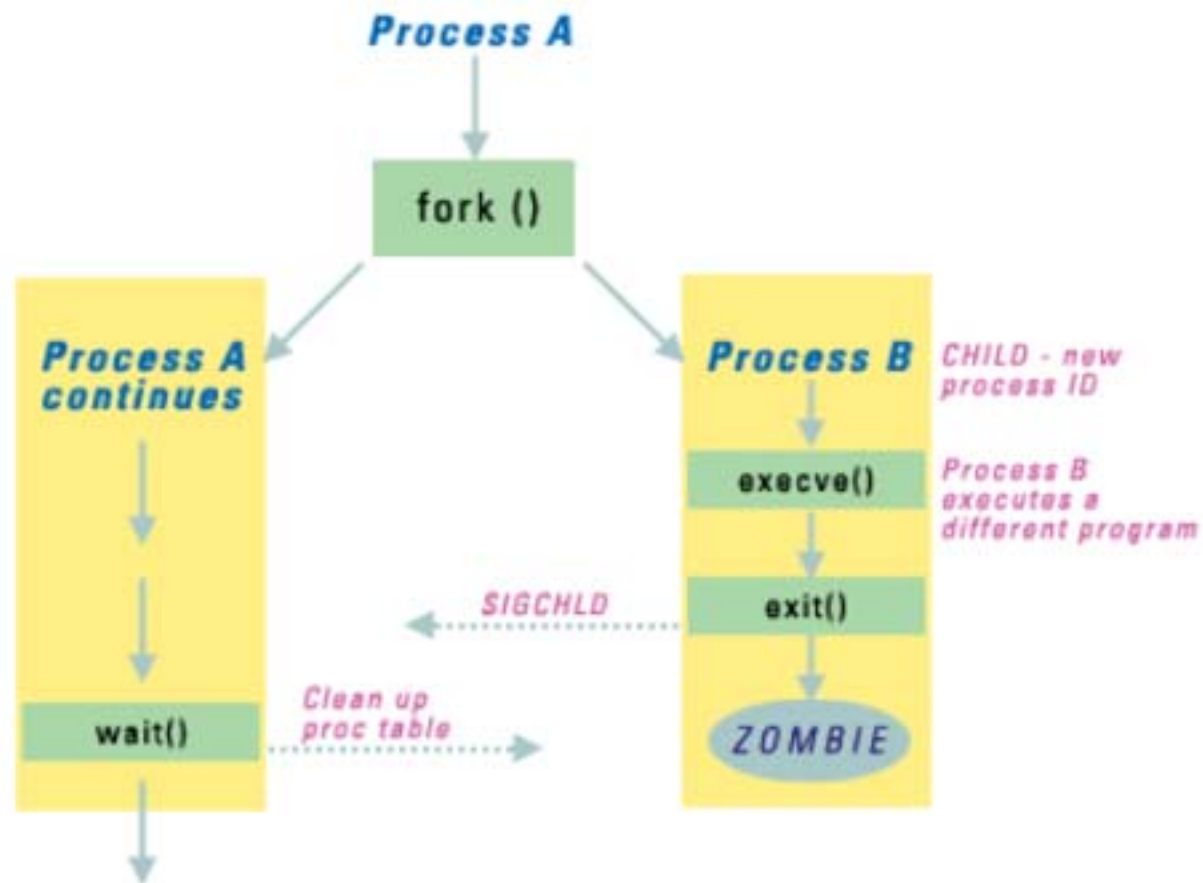 Process A
fork ()
Process A
continues
Process B
CHILD - new
process ID
execve()
Process B
executes a
different program
SIGCHLD
exit()
Clean up
proc table
wait()
ZOMBIE